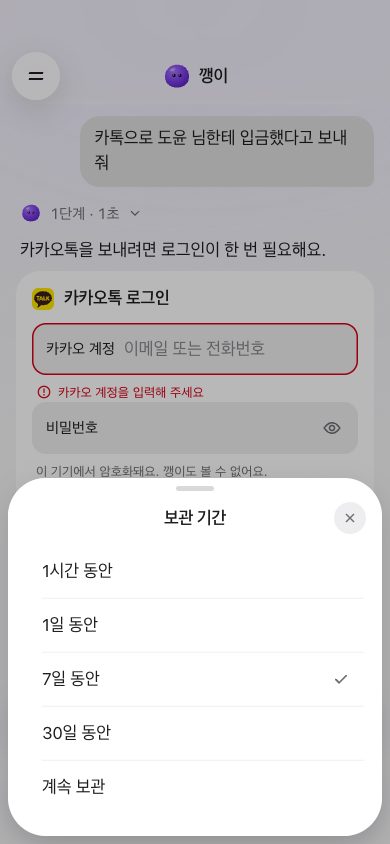 깽이
카톡으로 도윤 님한테 입금했다고 보내
줘
1단계 · 1초
카카오톡을 보내려면 로그인이 한 번 필요해요.
TALK
카카오톡 로그인
카카오 계정 이메일 또는 전화번호
카카오 계정을 입력해 주세요
비밀번호
이 기기에서 암호화돼요. 깽이도 볼 수 없어요.
보관 기간
1시간 동안
1일 동안
7일 동안
30일 동안
계속 보관